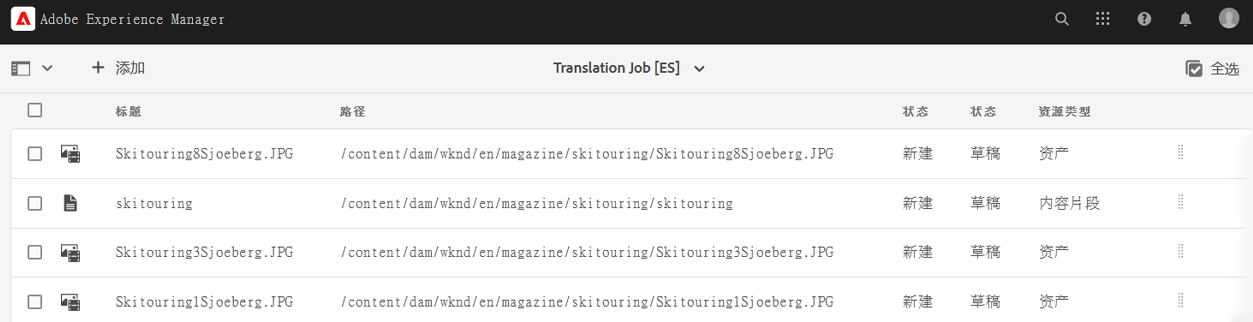 Adobe Experience Manager
添加 Translation Job [ES] 全选
标题 路径 状态 状态 资源类型
Skitouring8Sjoeberg.JPG /content/dam/wknd/en/magazine/skitouring/Skitouring8Sjoeberg.JPG 新建 草稿 资产
skitouring /content/dam/wknd/en/magazine/skitouring/skitouring 新建 草稿 内容片段
Skitouring3Sjoeberg.JPG /content/dam/wknd/en/magazine/skitouring/Skitouring3Sjoeberg.JPG 新建 草稿 资产
Skitouring1Sjoeberg.JPG /content/dam/wknd/en/magazine/skitouring/Skitouring1Sjoeberg.JPG 新建 草稿 资产